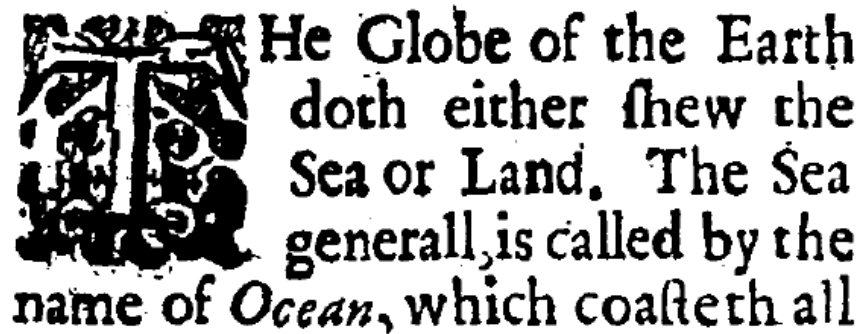 THe Globe of the Earth
doth either ſhew the
Sea or Land. The Sea
generall, is called by the
name of Ocean, which coaſteth all